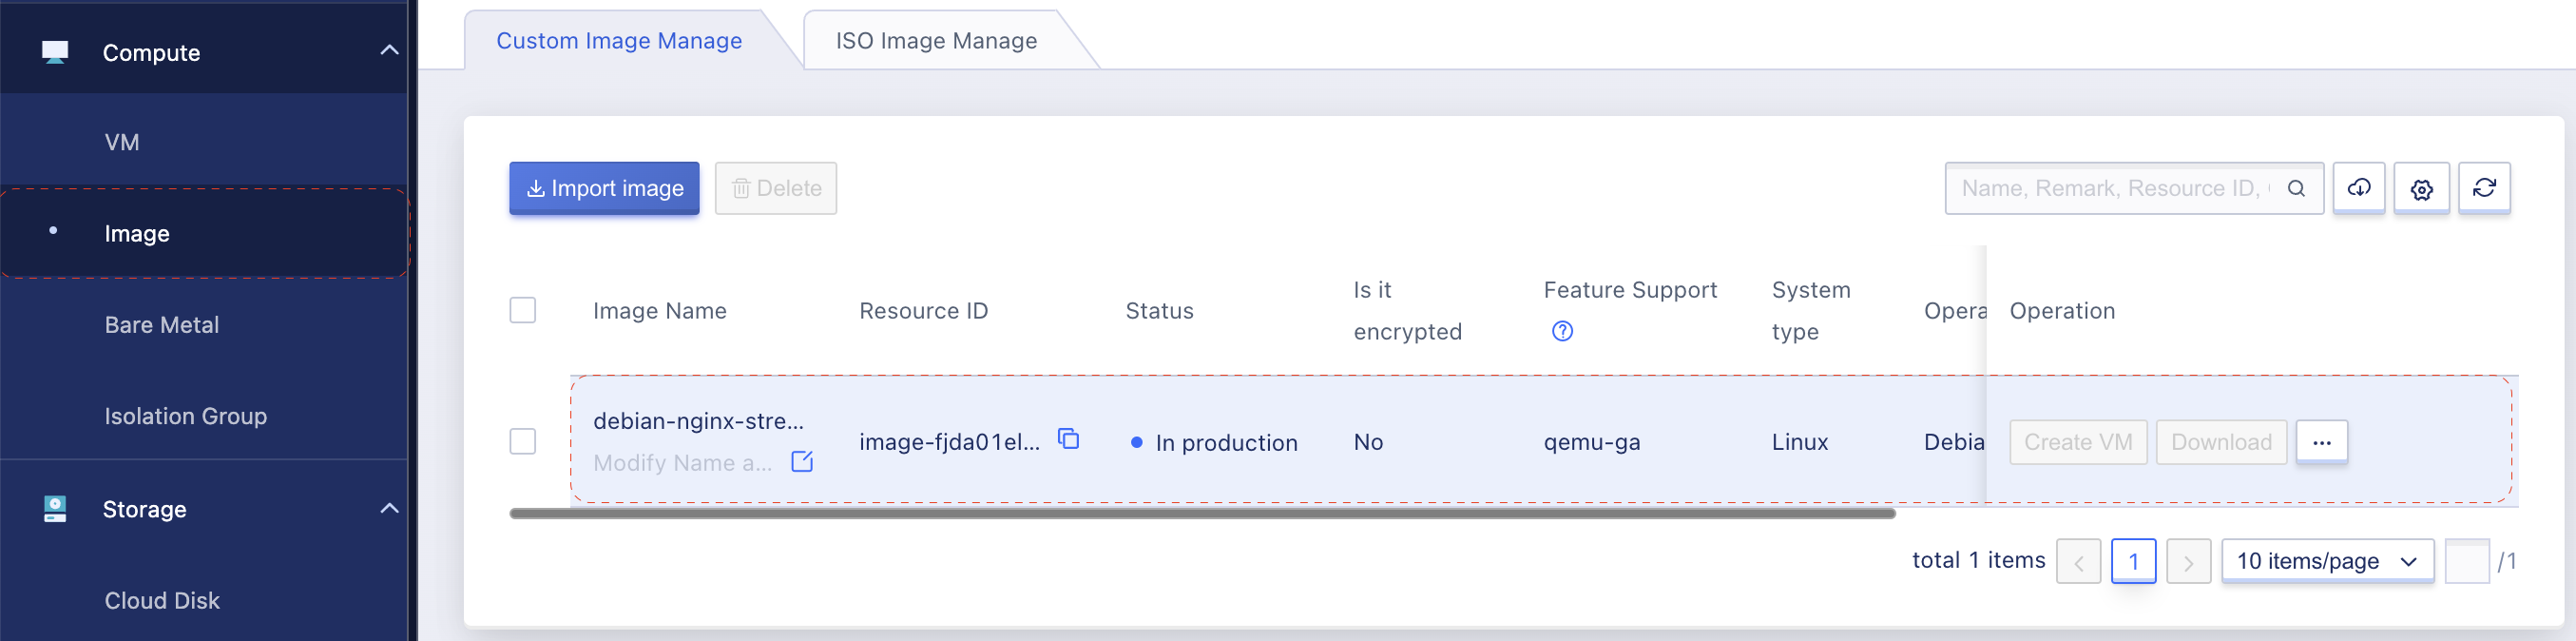 Compute
VM
Image
Bare Metal
Isolation Group
Storage
Cloud Disk
Custom Image Manage
ISO Image Manage
Import image
Delete
Name, Remark, Resource ID,
Image Name
Resource ID
Status
Is it
encrypted
Feature Support
System
type
Opera
Operation
debian-nginx-stre...
Modify Name a...
image-fjda01el...
In production
No
qemu-ga
Linux
Debia
Create VM
Download
...
total 1 items
1
10 items/page
/1